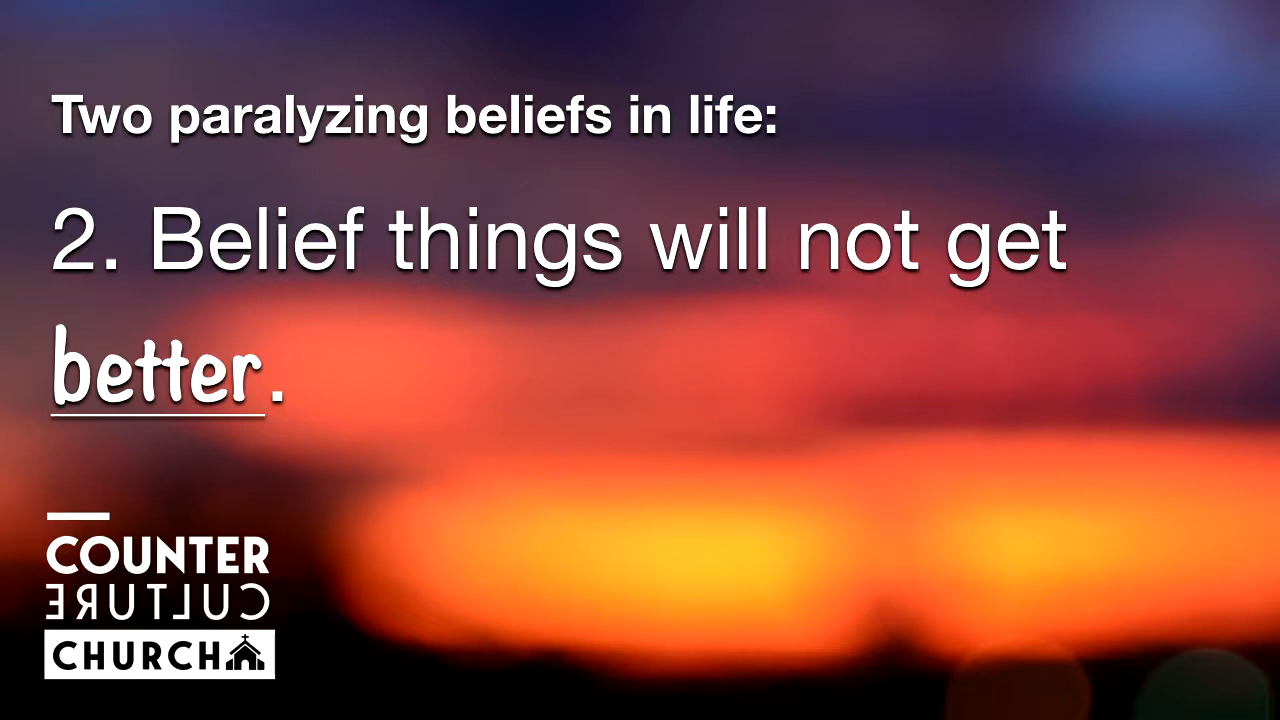 Two paralyzing beliefs in life:
2. Belief things will not get
better.
COUNTER
CULTURE
CHURCH